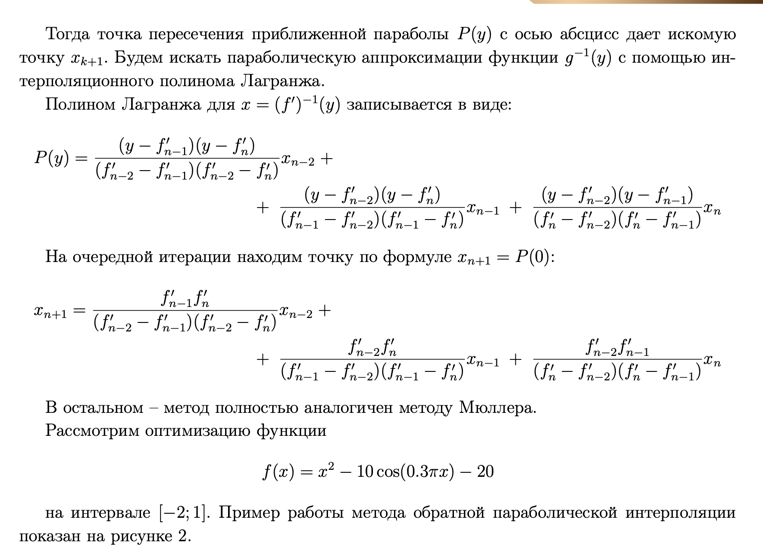 Тогда точка пересечения приближенной параболы P(y) с осью абсцисс дает искомую
точку x_{k+1}. Будем искать параболическую аппроксимации функции g^{-1}(y) с помощью ин-
терполяционного полинома Лагранжа.
Полином Лагранжа для x = (f′)^{-1}(y) записывается в виде:
P(y) = \frac{(y − f′_{n−1})(y − f′_n)}{(f′_{n−2} − f′_{n−1})(f′_{n−2} − f′_n)} x_{n−2} +
+ \frac{(y − f′_{n−2})(y − f′_n)}{(f′_{n−1} − f′_{n−2})(f′_{n−1} − f′_n)} x_{n−1} + \frac{(y − f′_{n−2})(y − f′_{n−1})}{(f′_n − f′_{n−2})(f′_n − f′_{n−1})} x_n
На очередной итерации находим точку по формуле x_{n+1} = P(0):
x_{n+1} = \frac{f′_{n−1} f′_n}{(f′_{n−2} − f′_{n−1})(f′_{n−2} − f′_n)} x_{n−2} +
+ \frac{f′_{n−2} f′_n}{(f′_{n−1} − f′_{n−2})(f′_{n−1} − f′_n)} x_{n−1} + \frac{f′_{n−2} f′_{n−1}}{(f′_n − f′_{n−2})(f′_n − f′_{n−1})} x_n
В остальном – метод полностью аналогичен методу Мюллера.
Рассмотрим оптимизацию функции
f(x) = x^2 − 10 cos(0.3πx) − 20
на интервале [−2; 1]. Пример работы метода обратной параболической интерполяции
показан на рисунке 2.